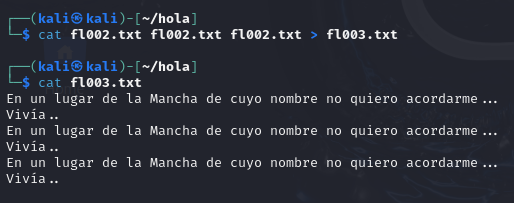 ┌──(kali㉿kali)-[~/hola]
└─$ cat fl002.txt fl002.txt fl002.txt > fl003.txt
┌──(kali㉿kali)-[~/hola]
└─$ cat fl003.txt
En un lugar de la Mancha de cuyo nombre no quiero acordarme...
Vivía..
En un lugar de la Mancha de cuyo nombre no quiero acordarme...
Vivía..
En un lugar de la Mancha de cuyo nombre no quiero acordarme...
Vivía..